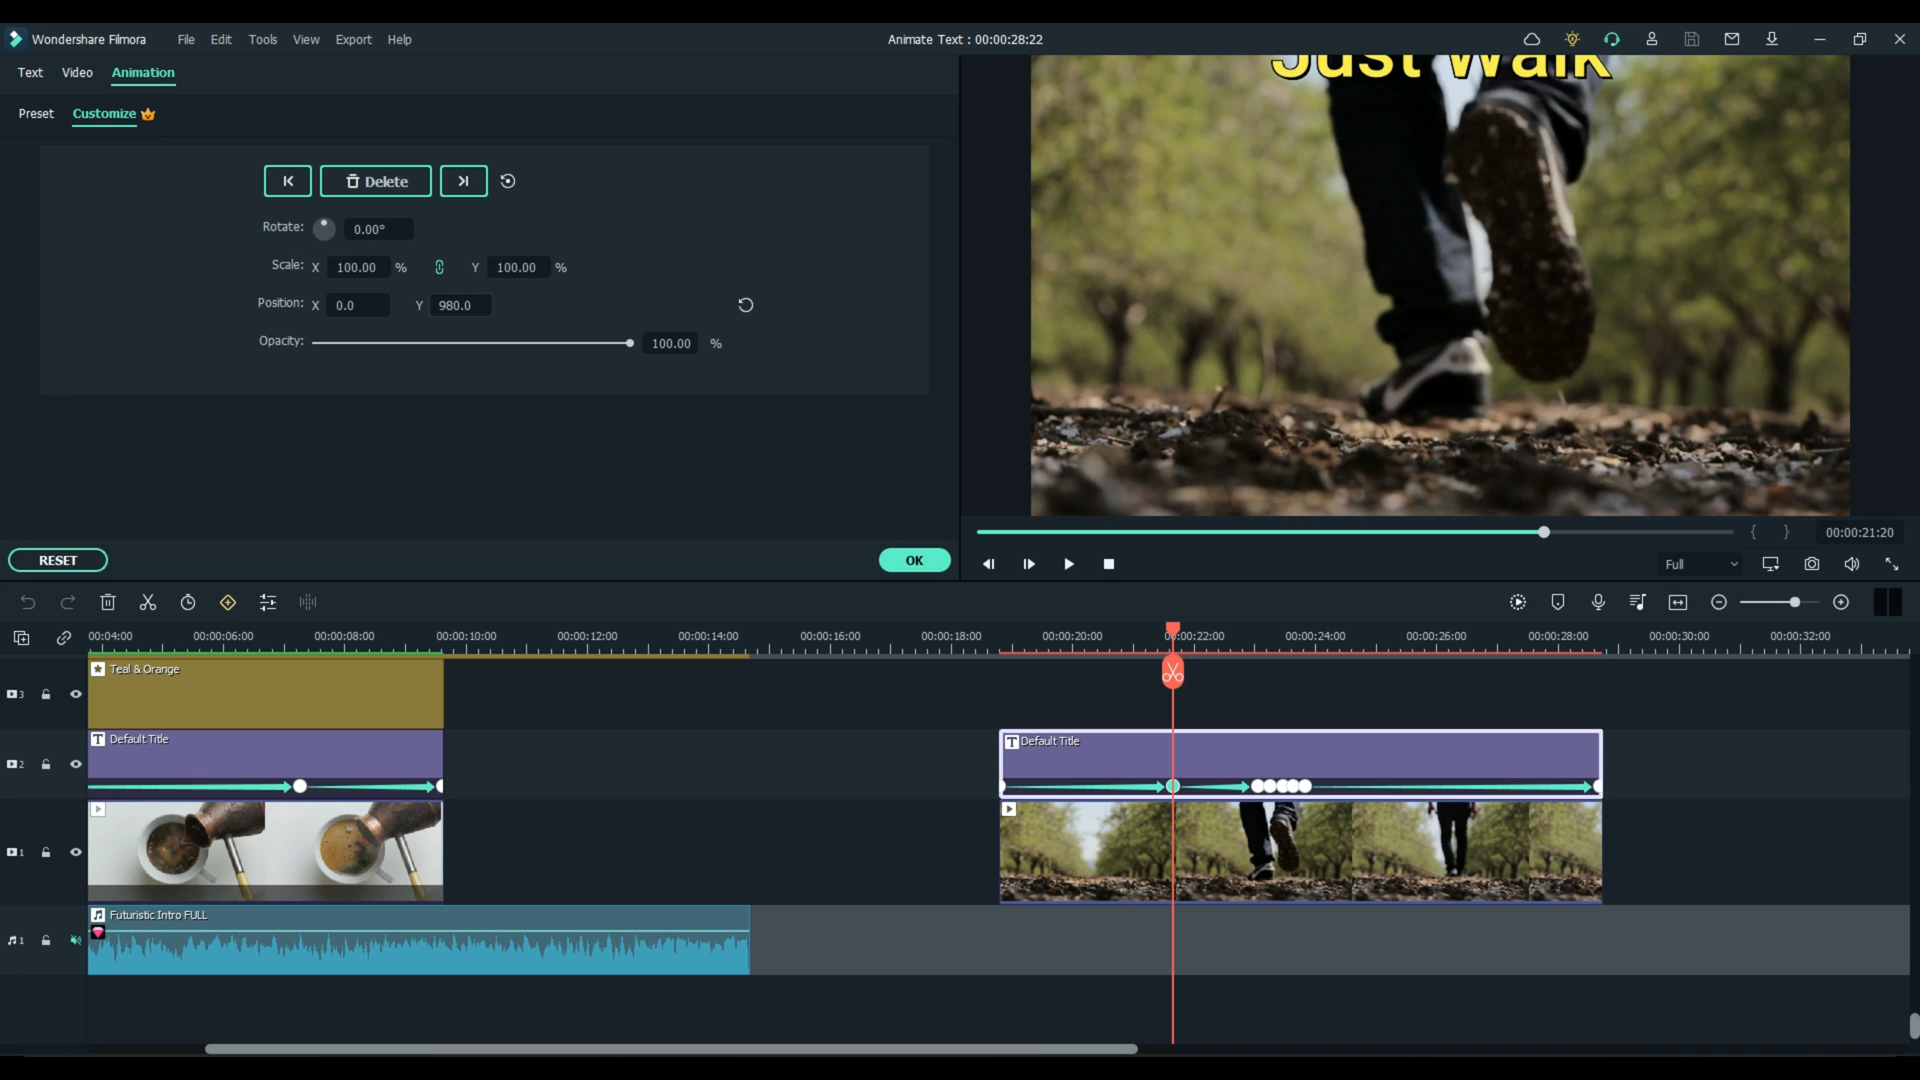 Wondershare Filmora File Edit Tools View Export Help Animate Text : 00:00:28:22
Text Video Animation
Preset Customize
Delete
Rotate: 0.00°
Scale: X 100.00 % Y 100.00 %
Position: X 0.0 Y 980.0
Opacity: 100.00 %
RESET OK
Just Walk
{ } 00:00:21:20
Full
00:04:00 00:00:06:00 00:00:08:00 00:00:10:00 00:00:12:00 00:00:14:00 00:00:16:00 00:00:18:00 00:00:20:00 00:00:22:00 00:00:24:00 00:00:26:00 00:00:28:00 00:00:30:00 00:00:32:00
3 Teal & Orange
2 T Default Title T Default Title
1
1 Futuristic Intro FULL